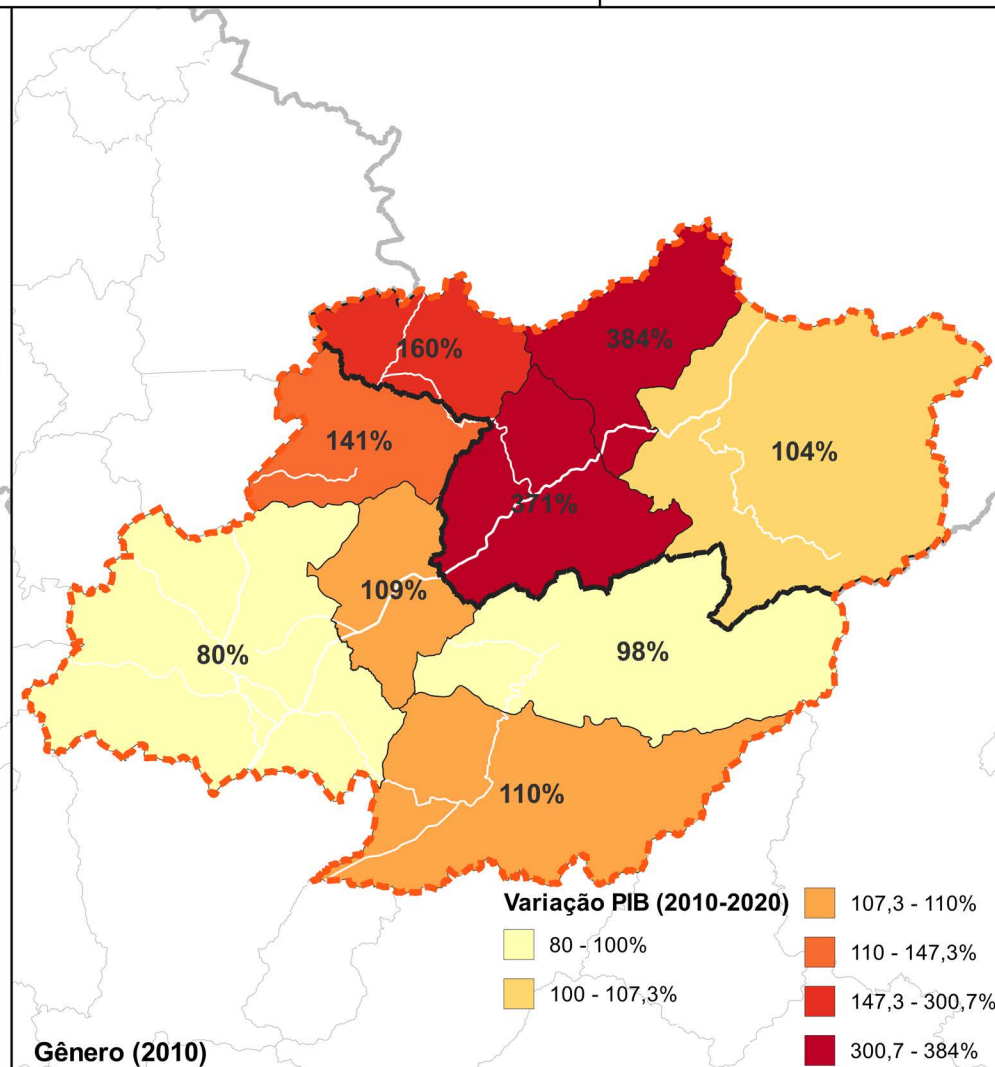 384%
160%
141%
104%
371%
109%
80%
98%
110%
Variação PIB (2010-2020)
80 - 100%
100 - 107,3%
107,3 - 110%
110 - 147,3%
147,3 - 300,7%
300,7 - 384%
Gênero (2010)